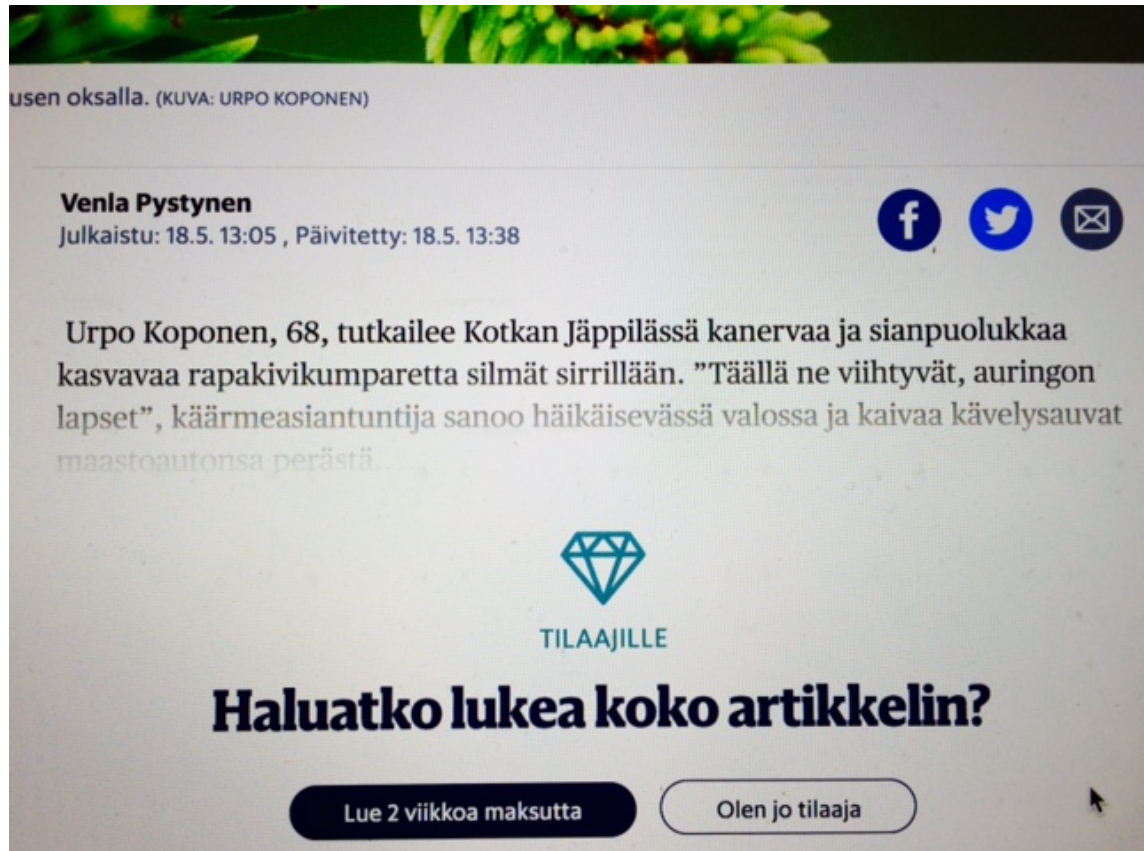 usen oksalla. (KUVA: URPO KOPONEN)
Venla Pystynen
Julkaistu: 18.5. 13:05 , Päivitetty: 18.5. 13:38
Urpo Koponen, 68, tutkailee Kotkan Jäppilässä kanervaa ja sianpuolukkaa
kasvavaa rapakivikumparetta silmät sirrillään. ”Täällä ne viihtyvät, auringon
lapset”, käärmeasiantuntija sanoo häikäisevässä valossa ja kaivaa kävelysauvat
maastoautonsa perästä.
TILAAJILLE
Haluatko lukea koko artikkelin?
Lue 2 viikkoa maksutta
Olen jo tilaaja